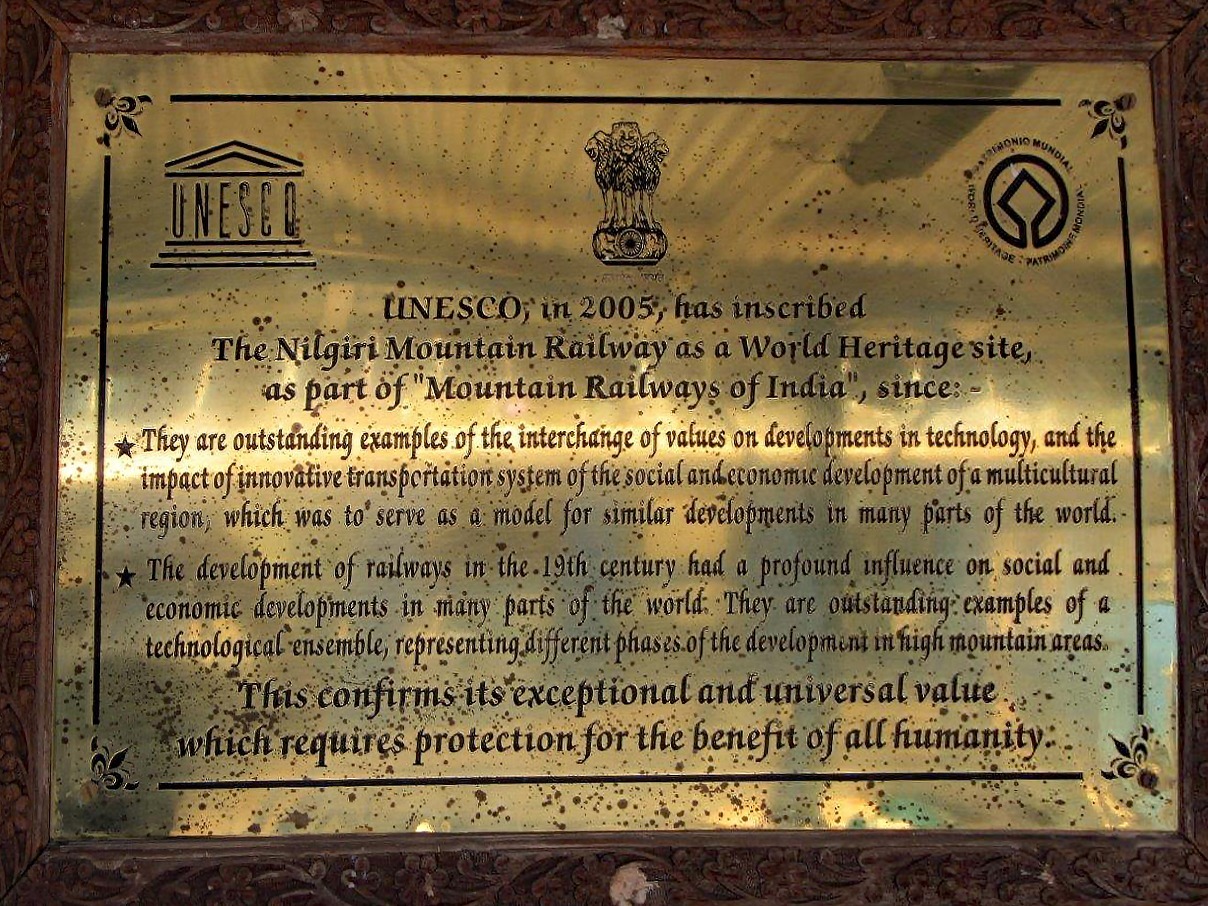 UNESCO
PATRIMONIO MUNDIAL
WORLD HERITAGE · PATRIMOINE MONDIAL
UNESCO, in 2005, has inscribed
The Nilgiri Mountain Railway as a World Heritage site,
as part of "Mountain Railways of India", since: -
★ They are outstanding examples of the interchange of values on developments in technology, and the
impact of innovative transportation system of the social and economic development of a multicultural
region, which was to serve as a model for similar developments in many parts of the world.
★ The development of railways in the 19th century had a profound influence on social and
economic developments in many parts of the world. They are outstanding examples of a
technological ensemble, representing different phases of the development in high mountain areas.
This confirms its exceptional and universal value
which requires protection for the benefit of all humanity.